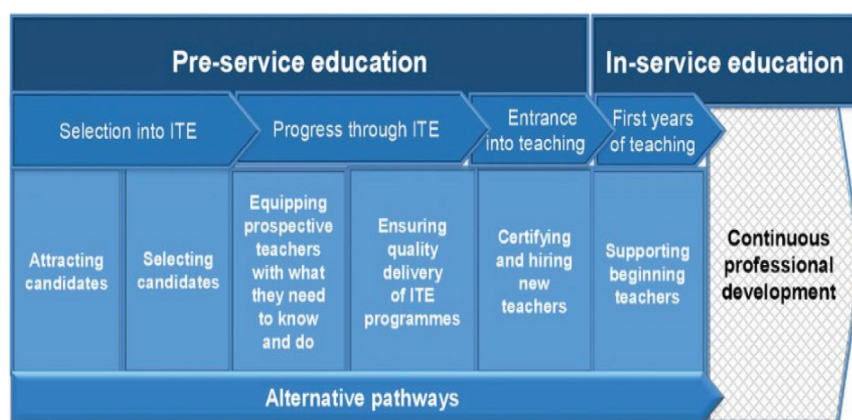 Pre-service education
In-service education
Selection into ITE
Progress through ITE
Entrance
into teaching
First years
of teaching
Attracting
candidates
Selecting
candidates
Equipping
prospective
teachers
with what
they need
to know
and do
Ensuring
quality
delivery
of ITE
programmes
Certifying
and hiring
new
teachers
Supporting
beginning
teachers
Continuous
professional
development
Alternative pathways